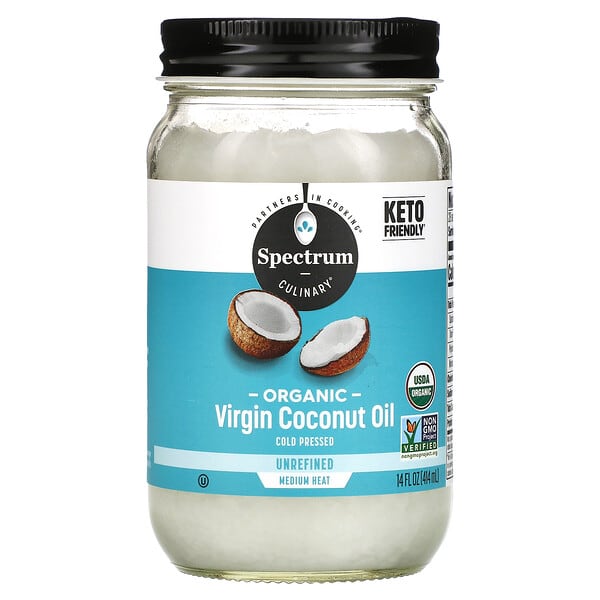 PARTNERS IN COOKING®
Spectrum
CULINARY®
KETO
FRIENDLY*
ORGANIC
Virgin Coconut Oil
COLD PRESSED
UNREFINED
MEDIUM HEAT
USDA
ORGANIC
NON
GMO
Project
VERIFIED
nongmoproject.org
U
14 FL OZ (414 mL)